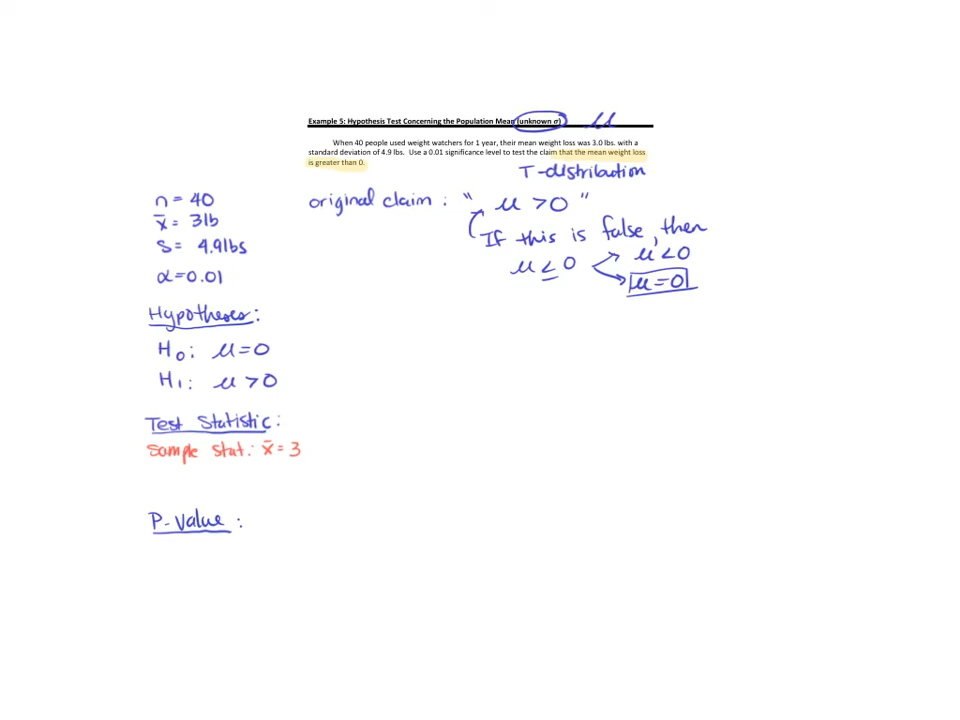 Example 5: Hypothesis Test Concerning the Population Mean (unknown σ) μ
When 40 people used weight watchers for 1 year, their mean weight loss was 3.0 lbs. with a
standard deviation of 4.9 lbs. Use a 0.01 significance level to test the claim that the mean weight loss
is greater than 0.
T-distribution
n = 40
x̄ = 3lb
s = 4.9lbs
α=0.01
original claim : " μ >0 "
If this is false, then
μ ≤ 0
μ<0
μ=0
Hypotheses:
H₀: μ=0
H₁: μ >0
Test Statistic:
Sample Stat.: x̄ = 3
P-Value :